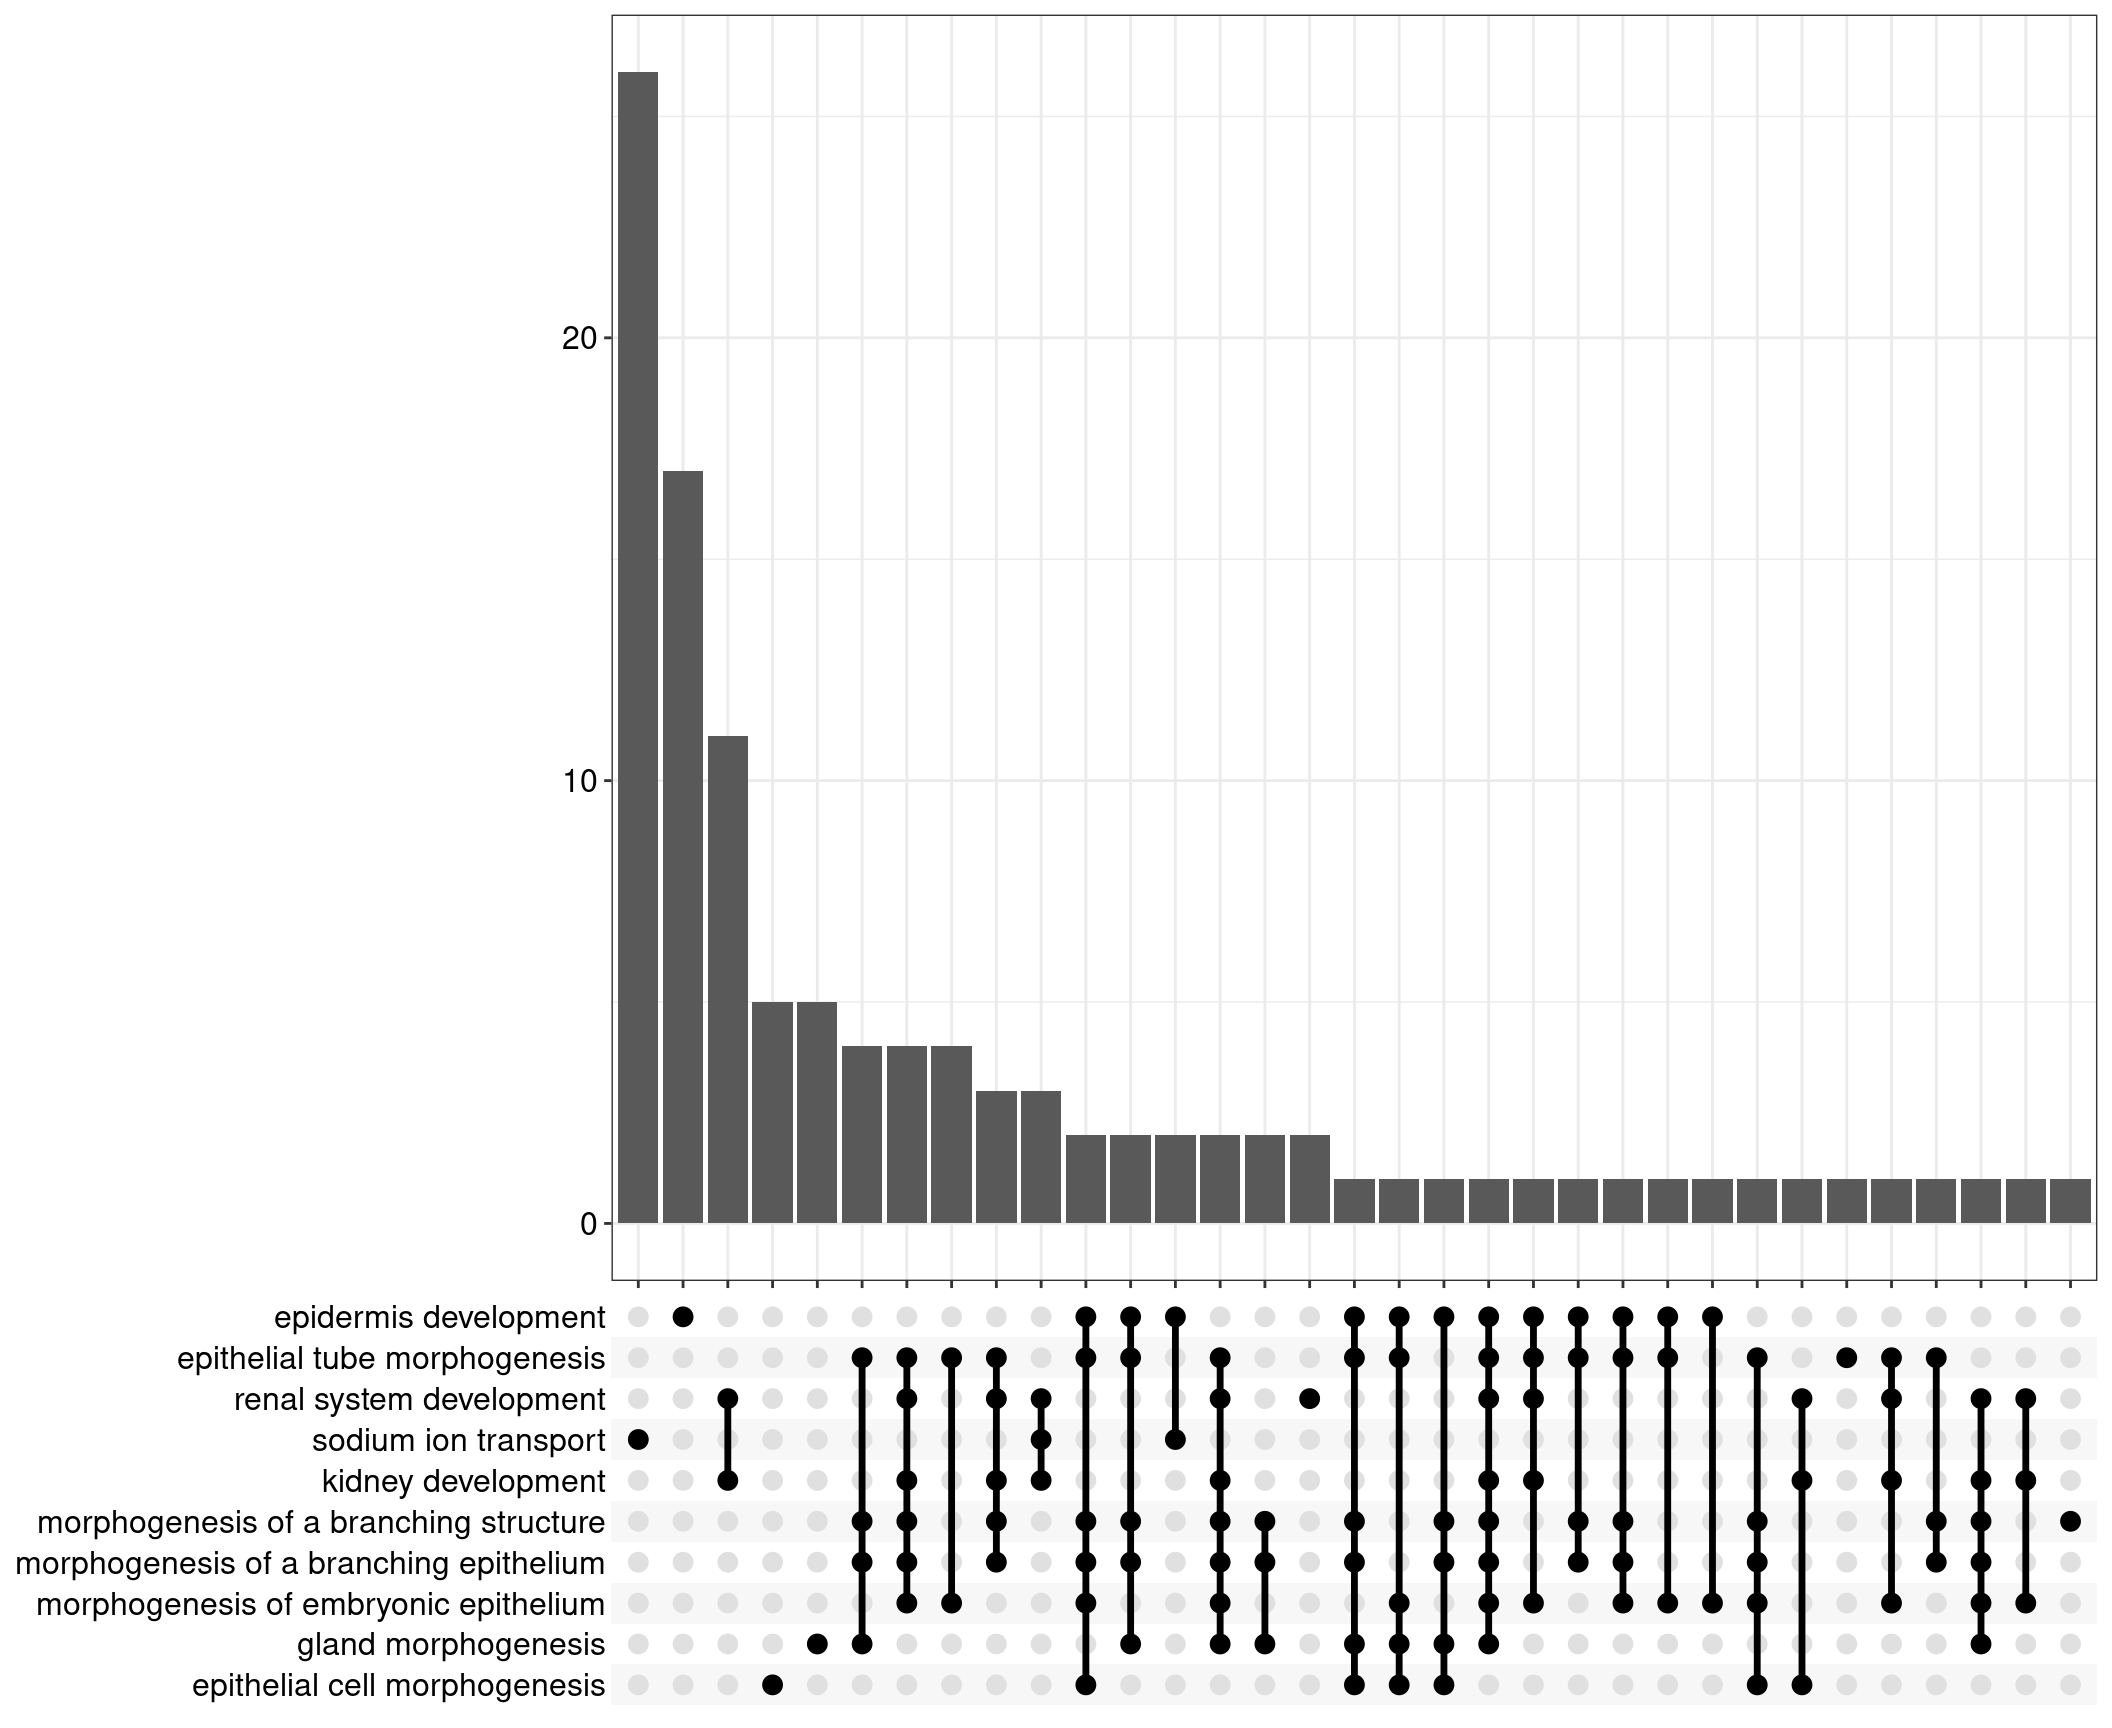 20
10
0
epidermis development
epithelial tube morphogenesis
renal system development
sodium ion transport
kidney development
morphogenesis of a branching structure
morphogenesis of a branching epithelium
morphogenesis of embryonic epithelium
gland morphogenesis
epithelial cell morphogenesis